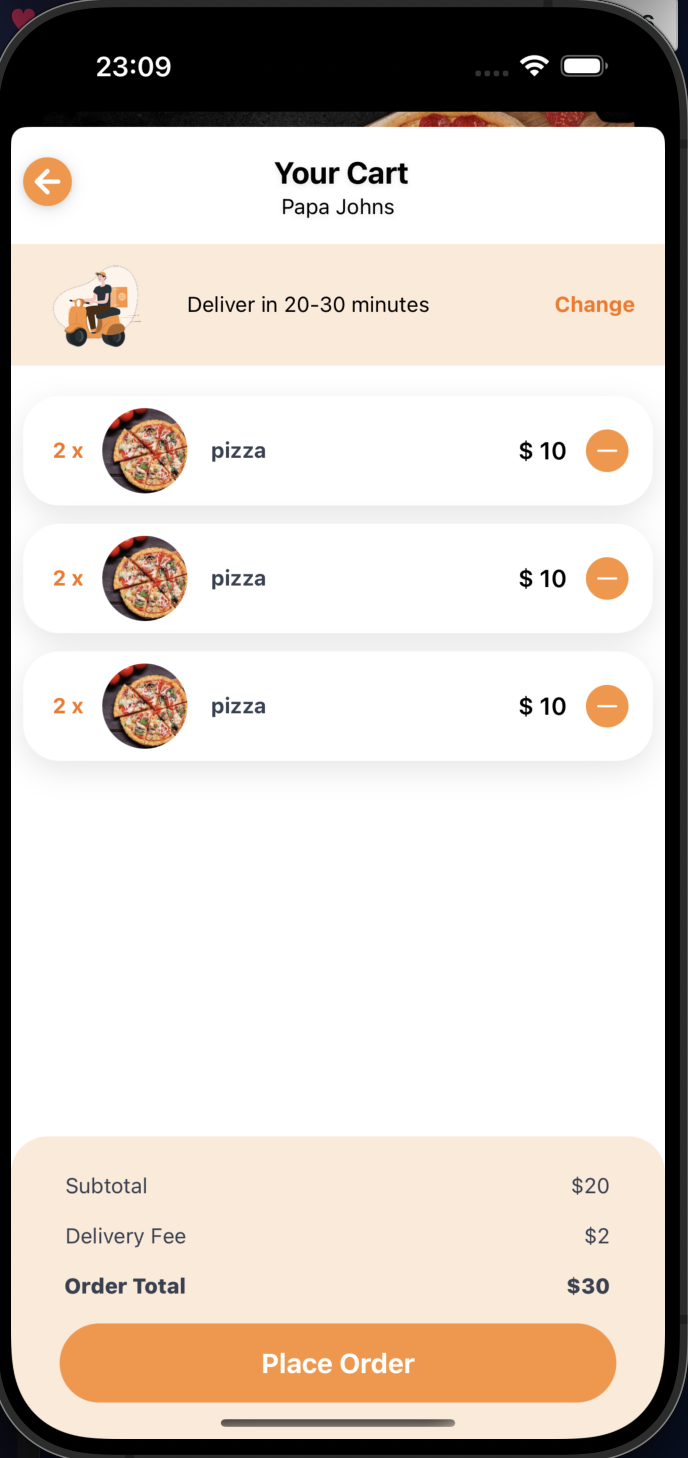 23:09
Your Cart
Papa Johns
Deliver in 20-30 minutes Change
2 x pizza $ 10
2 x pizza $ 10
2 x pizza $ 10
Subtotal $20
Delivery Fee $2
Order Total $30
Place Order